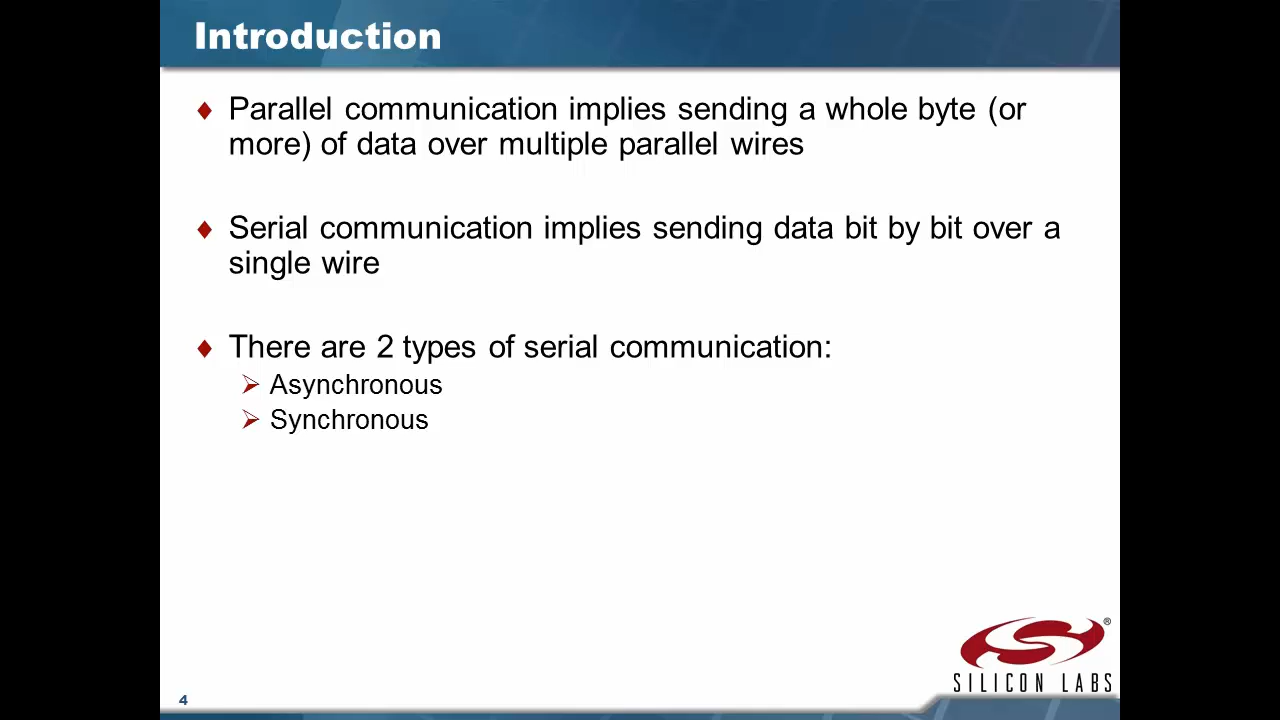 Introduction
Parallel communication implies sending a whole byte (or
more) of data over multiple parallel wires
Serial communication implies sending data bit by bit over a
single wire
There are 2 types of serial communication:
Asynchronous
Synchronous
®
SILICON LABS
4